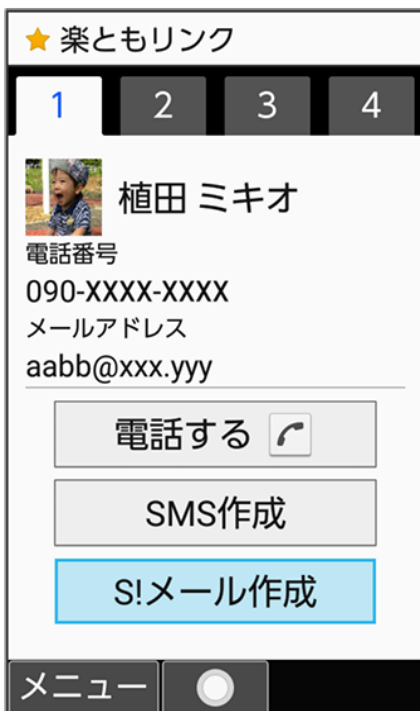 楽ともリンク
1 2 3 4
植田 ミキオ
電話番号
090-XXXX-XXXX
メールアドレス
aabb@xxx.yyy
電話する
SMS作成
S!メール作成
メニュー